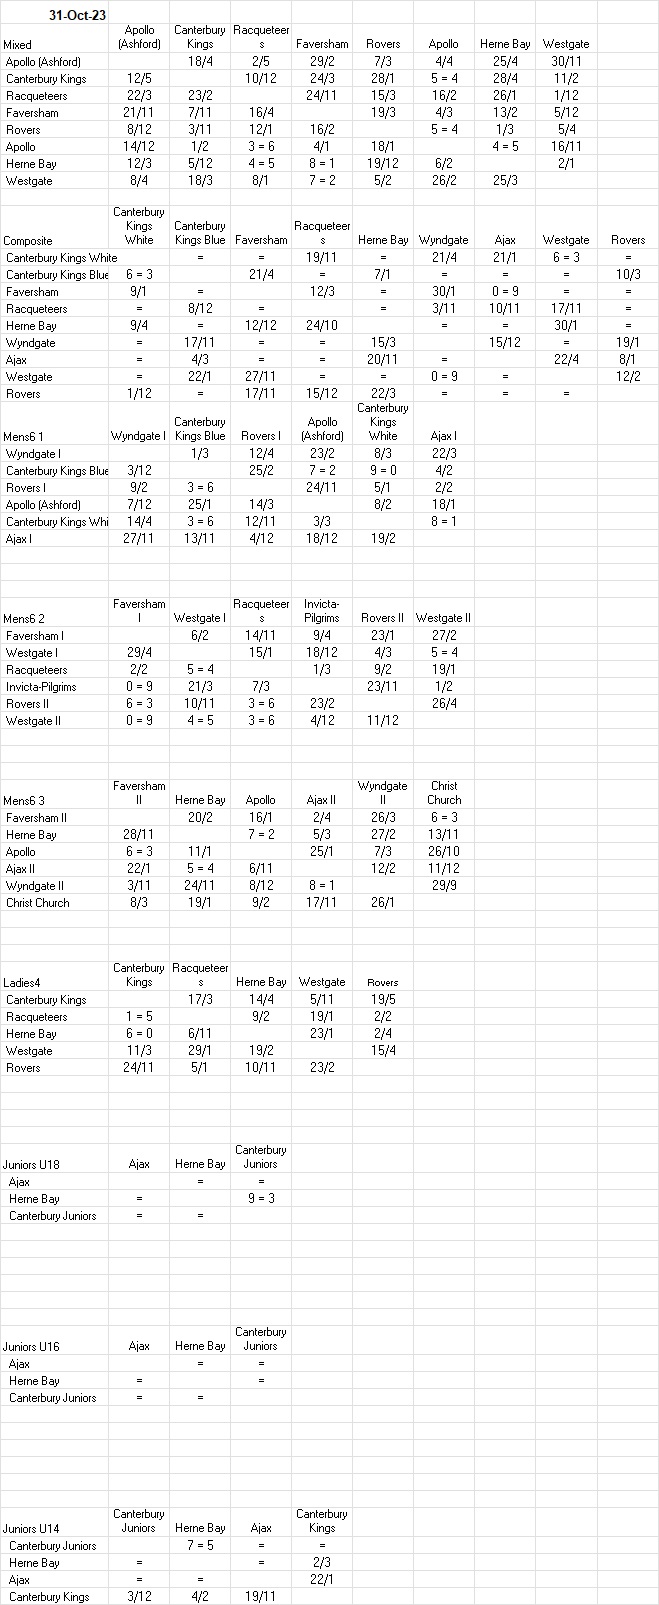 31-Oct-23
Mixed Apollo (Ashford) Canterbury Kings Racqueteers Faversham Rovers Apollo Herne Bay Westgate
Apollo (Ashford) 18/4 2/5 29/2 7/3 4/4 25/4 30/11
Canterbury Kings 12/5 10/12 24/3 28/1 5 = 4 28/4 11/2
Racqueteers 22/3 23/2 24/11 15/3 16/2 26/1 1/12
Faversham 21/11 7/11 16/4 19/3 4/3 13/2 5/12
Rovers 8/12 3/11 12/1 16/2 5 = 4 1/3 5/4
Apollo 14/12 1/2 3 = 6 4/1 18/1 4 = 5 16/11
Herne Bay 12/3 5/12 4 = 5 8 = 1 19/12 6/2 2/1
Westgate 8/4 18/3 8/1 7 = 2 5/2 26/2 25/3
Composite Canterbury Kings White Canterbury Kings Blue Faversham Racqueteers Herne Bay Wyndgate Ajax Westgate Rovers
Canterbury Kings White = = 19/11 = 21/4 21/1 6 = 3 =
Canterbury Kings Blue 6 = 3 21/4 = 7/1 = = = 10/3
Faversham 9/1 = 12/3 = 30/1 0 = 9 = =
Racqueteers = 8/12 = = 3/11 10/11 17/11 =
Herne Bay 9/4 = 12/12 24/10 = = 30/1 =
Wyndgate = 17/11 = = 15/3 15/12 = 19/1
Ajax = 4/3 = = 20/11 = 22/4 8/1
Westgate = 22/1 27/11 = = 0 = 9 = 12/2
Rovers 1/12 = 17/11 15/12 22/3 = = =
Mens6 1 Wyndgate I Canterbury Kings Blue Rovers I Apollo (Ashford) Canterbury Kings White Ajax I
Wyndgate I 1/3 12/4 23/2 8/3 22/3
Canterbury Kings Blue 3/12 25/2 7 = 2 9 = 0 4/2
Rovers I 9/2 3 = 6 24/11 5/1 2/2
Apollo (Ashford) 7/12 25/1 14/3 8/2 18/1
Canterbury Kings Whi 14/4 3 = 6 12/11 3/3 8 = 1
Ajax I 27/11 13/11 4/12 18/12 19/2
Mens6 2 Faversham I Westgate I Racqueteers Invicta-Pilgrims Rovers II Westgate II
Faversham I 6/2 14/11 9/4 23/1 27/2
Westgate I 29/4 15/1 18/12 4/3 5 = 4
Racqueteers 2/2 5 = 4 1/3 9/2 19/1
Invicta-Pilgrims 0 = 9 21/3 7/3 23/11 1/2
Rovers II 6 = 3 10/11 3 = 6 23/2 26/4
Westgate II 0 = 9 4 = 5 3 = 6 4/12 11/12
Mens6 3 Faversham II Herne Bay Apollo Ajax II Wyndgate II Christ Church
Faversham II 20/2 16/1 2/4 26/3 6 = 3
Herne Bay 28/11 7 = 2 5/3 27/2 13/11
Apollo 6 = 3 11/1 25/1 7/3 26/10
Ajax II 22/1 5 = 4 6/11 12/2 11/12
Wyndgate II 3/11 24/11 8/12 8 = 1 29/9
Christ Church 8/3 19/1 9/2 17/11 26/1
Ladies4 Canterbury Kings Racqueteers Herne Bay Westgate Rovers
Canterbury Kings 17/3 14/4 5/11 19/5
Racqueteers 1 = 5 9/2 19/1 2/2
Herne Bay 6 = 0 6/11 23/1 2/4
Westgate 11/3 29/1 19/2 15/4
Rovers 24/11 5/1 10/11 23/2
Juniors U18 Ajax Herne Bay Canterbury Juniors
Ajax = =
Herne Bay = 9 = 3
Canterbury Juniors = =
Juniors U16 Ajax Herne Bay Canterbury Juniors
Ajax = =
Herne Bay = =
Canterbury Juniors = =
Juniors U14 Canterbury Juniors Herne Bay Ajax Canterbury Kings
Canterbury Juniors 7 = 5 = =
Herne Bay = = 2/3
Ajax = = 22/1
Canterbury Kings 3/12 4/2 19/11